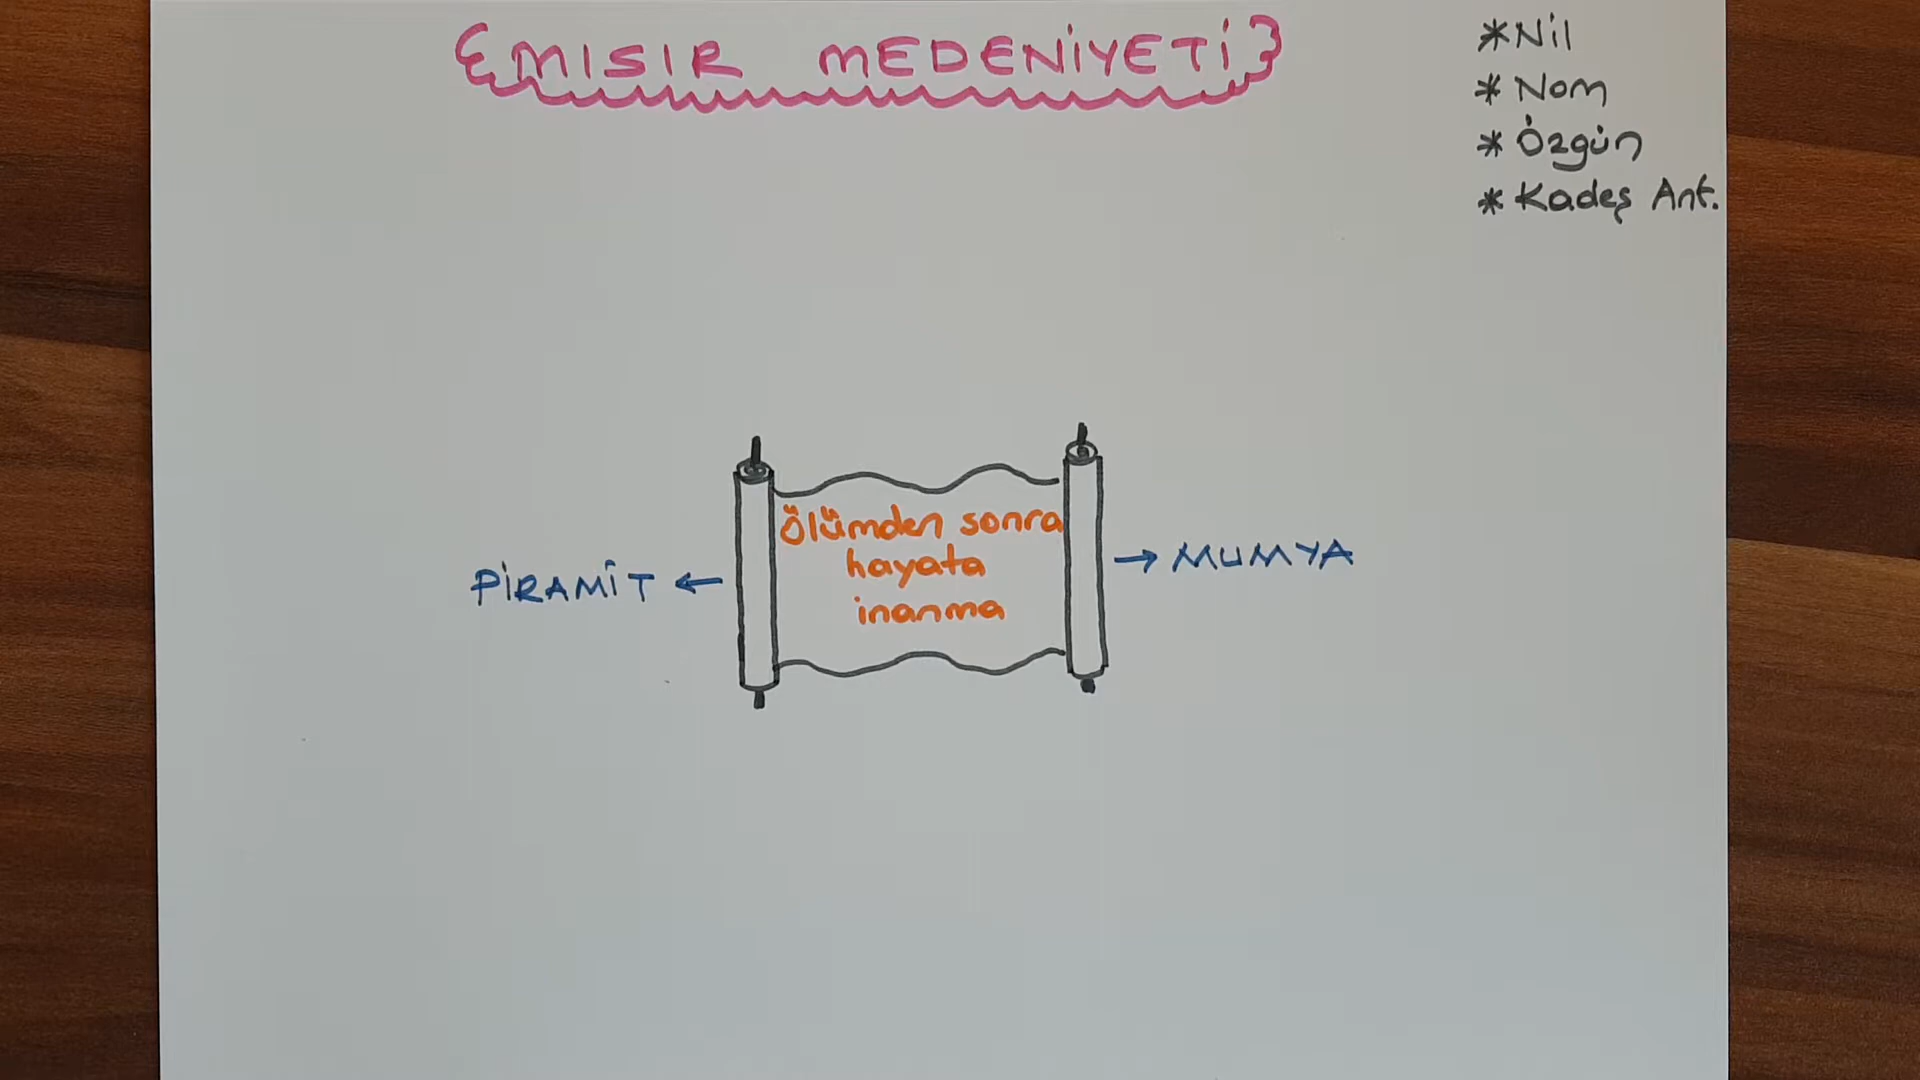 MISIR MEDENİYETİ
*Nil
*Nom
*Özgün
*Kadeş Ant.
Ölümden sonra
hayata
inanma
PİRAMİT ←
→ MUMYA